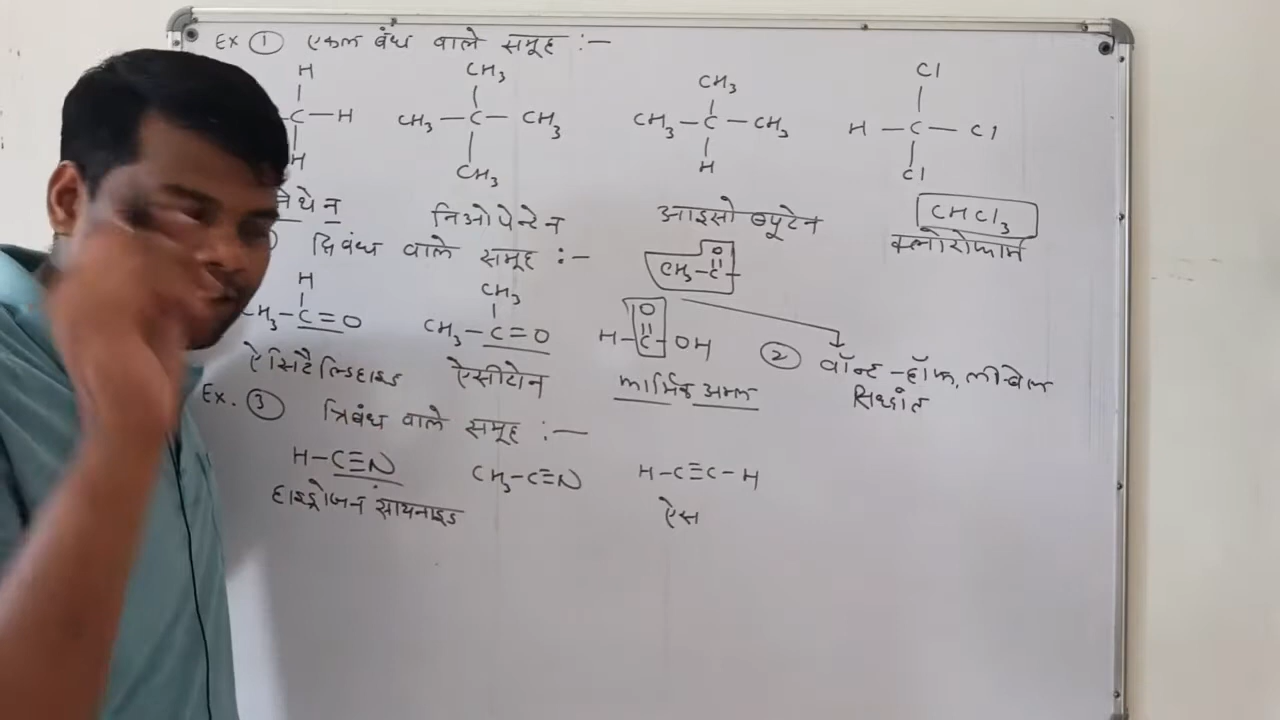 Ex ① एकल बंध वाले समूह :-
H CH₃ CH₃ Cl
C-H CH₃-C-CH₃ CH₃-C-CH₃ H-C-Cl
H CH₃ H Cl
मेथेन निओपेन्टेन आइसो ब्यूटेन CHCl₃
क्लोरोफार्म
द्विबंध वाले समूह :-
O
CH₃-C-
H CH₃ O
CH₃-C=O CH₃-C=O H-C-OH
② वॉन्ट-हॉफ, लीबेल
सिध्दांत
ऐसिटैल्डिहाइड ऐसीटोन फार्मिक अम्ल
Ex. ③ त्रिबंध वाले समूह :-
H-C≡N CH₃-C≡N H-C≡C-H
हाइड्रोजन सायनाइड ऐस